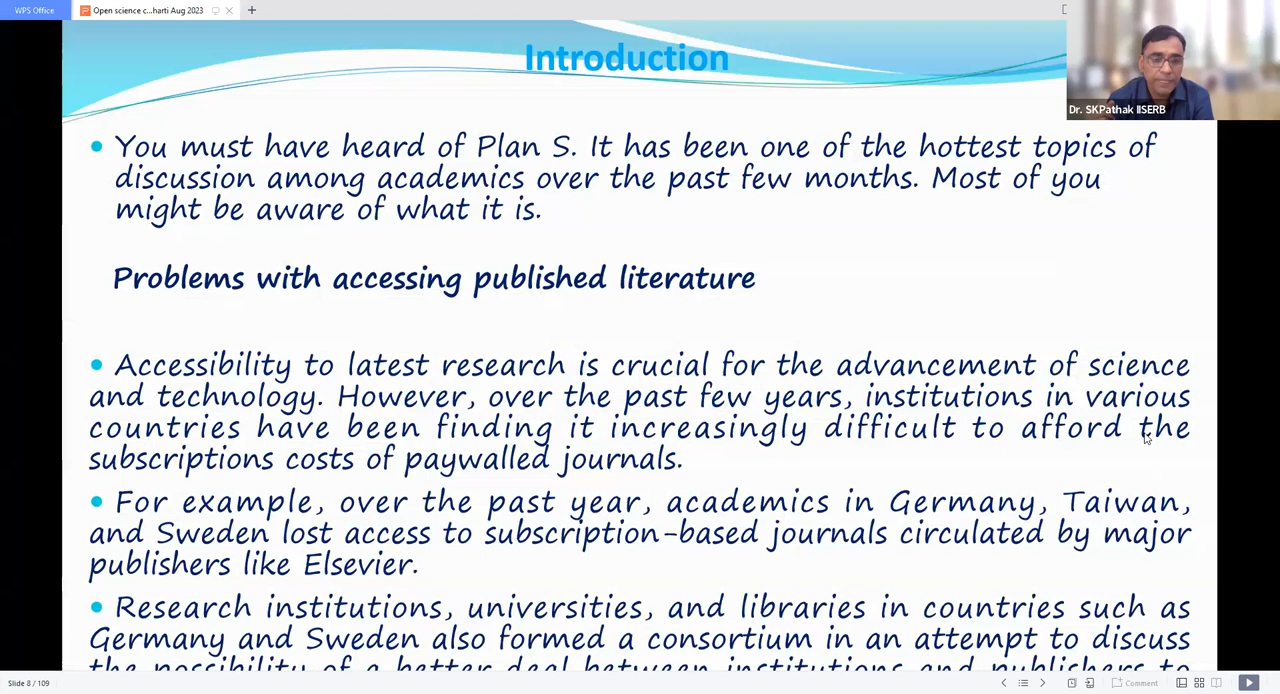 WPS Office
Open science c...harti Aug 2023
Introduction
Dr. SKPathak IISERB
• You must have heard of Plan S. It has been one of the hottest topics of
discussion among academics over the past few months. Most of you
might be aware of what it is.
Problems with accessing published literature
• Accessibility to latest research is crucial for the advancement of science
and technology. However, over the past few years, institutions in various
countries have been finding it increasingly difficult to afford the
subscriptions costs of paywalled journals.
• For example, over the past year, academics in Germany, Taiwan,
and Sweden lost access to subscription-based journals circulated by major
publishers like Elsevier.
• Research institutions, universities, and libraries in countries such as
Germany and Sweden also formed a consortium in an attempt to discuss
the possibility of a better deal between institutions and publishers to
Slide 8 / 109
Comment